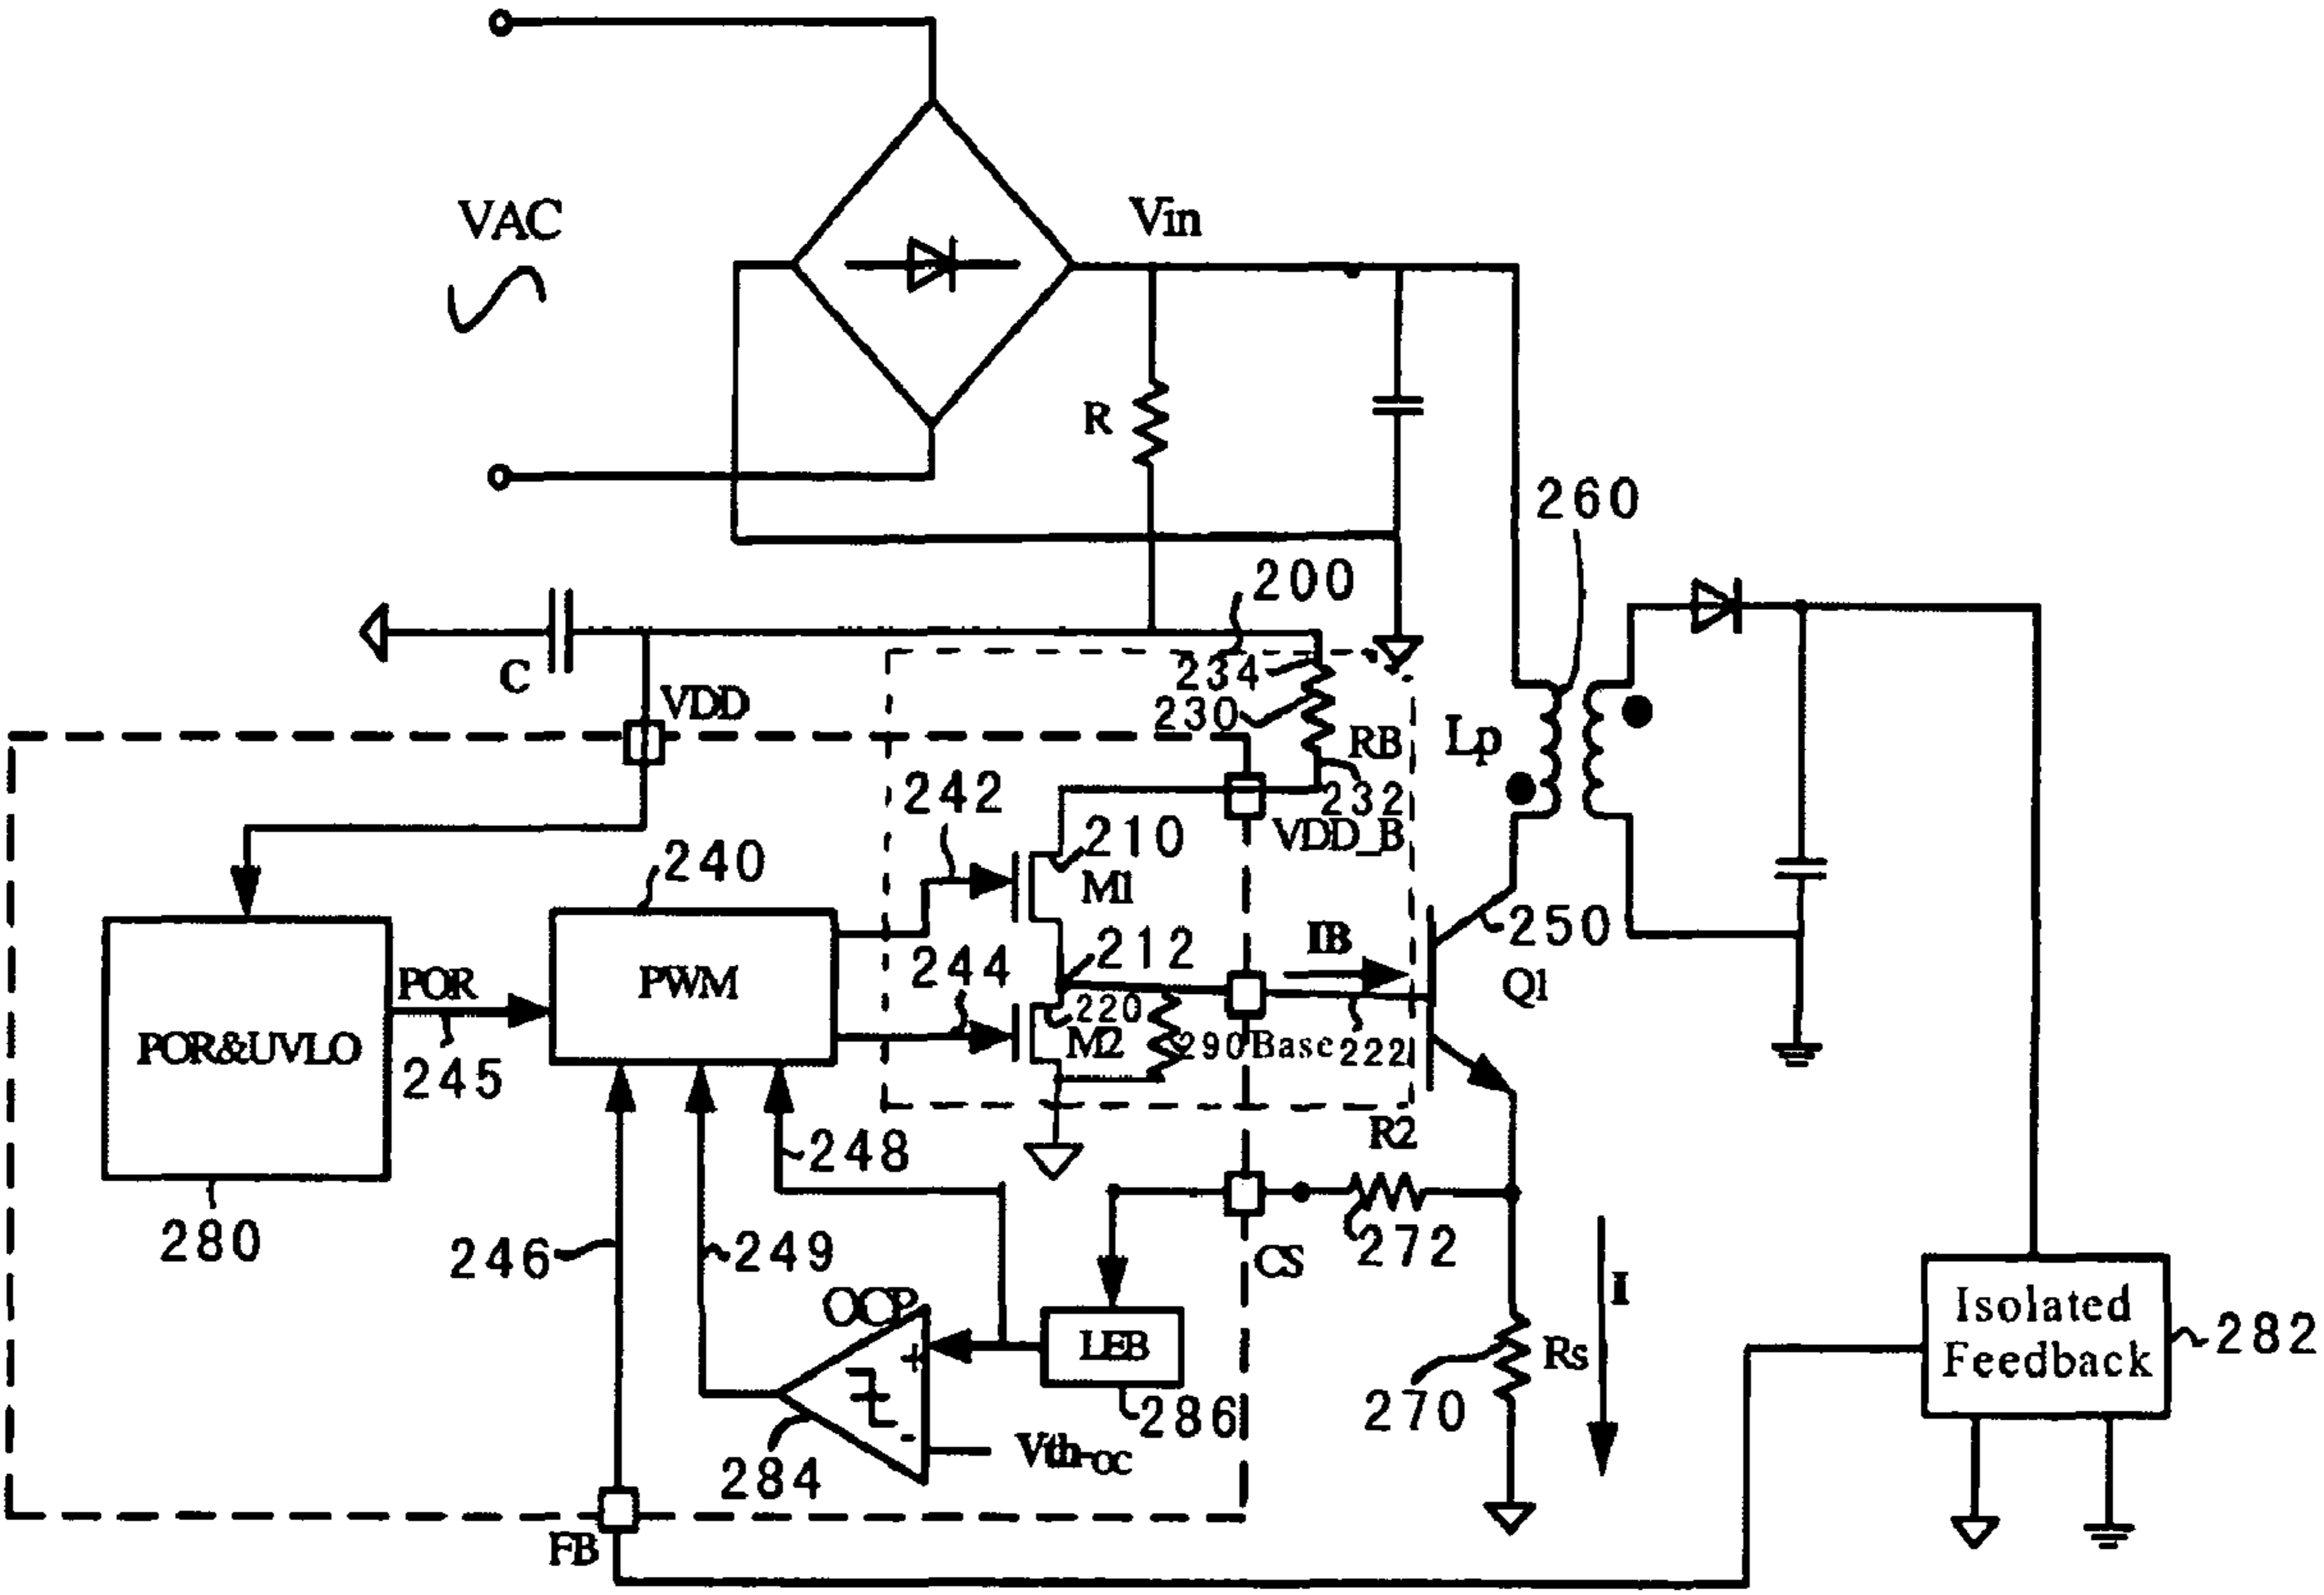 VAC
Vin
R
260
200
C
234
VDD
230
RB
Lp
232
242
VDD_B
210
240
M1
250
212
IB
244
POR
PWM
Q1
220
POR&UVLO
M2
290
Base
222
245
R2
248
280
246
249
CS
272
OCP
I
Isolated
Feedback
282
LEB
+
Rs
270
286
-
Vth-oc
284
FB